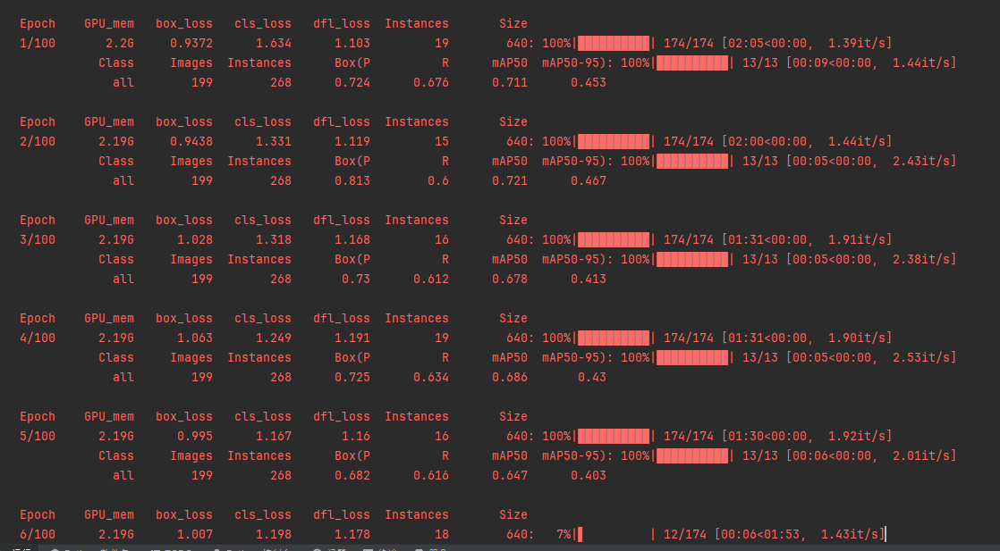 Epoch GPU_mem box_loss cls_loss dfl_loss Instances Size
1/100 2.2G 0.9372 1.634 1.103 19 640: 100%|██████████| 174/174 [02:05<00:00, 1.39it/s]
Class Images Instances Box(P R mAP50 mAP50-95): 100%|██████████| 13/13 [00:09<00:00, 1.44it/s]
all 199 268 0.724 0.676 0.711 0.453
Epoch GPU_mem box_loss cls_loss dfl_loss Instances Size
2/100 2.19G 0.9438 1.331 1.119 15 640: 100%|██████████| 174/174 [02:00<00:00, 1.44it/s]
Class Images Instances Box(P R mAP50 mAP50-95): 100%|██████████| 13/13 [00:05<00:00, 2.43it/s]
all 199 268 0.813 0.6 0.721 0.467
Epoch GPU_mem box_loss cls_loss dfl_loss Instances Size
3/100 2.19G 1.028 1.318 1.168 16 640: 100%|██████████| 174/174 [01:31<00:00, 1.91it/s]
Class Images Instances Box(P R mAP50 mAP50-95): 100%|██████████| 13/13 [00:05<00:00, 2.38it/s]
all 199 268 0.73 0.612 0.678 0.413
Epoch GPU_mem box_loss cls_loss dfl_loss Instances Size
4/100 2.19G 1.063 1.249 1.191 19 640: 100%|██████████| 174/174 [01:31<00:00, 1.90it/s]
Class Images Instances Box(P R mAP50 mAP50-95): 100%|██████████| 13/13 [00:05<00:00, 2.53it/s]
all 199 268 0.725 0.634 0.686 0.43
Epoch GPU_mem box_loss cls_loss dfl_loss Instances Size
5/100 2.19G 0.995 1.167 1.16 16 640: 100%|██████████| 174/174 [01:30<00:00, 1.92it/s]
Class Images Instances Box(P R mAP50 mAP50-95): 100%|██████████| 13/13 [00:06<00:00, 2.01it/s]
all 199 268 0.682 0.616 0.647 0.403
Epoch GPU_mem box_loss cls_loss dfl_loss Instances Size
6/100 2.19G 1.007 1.198 1.178 18 640: 7%|▋ | 12/174 [00:06<01:53, 1.43it/s]